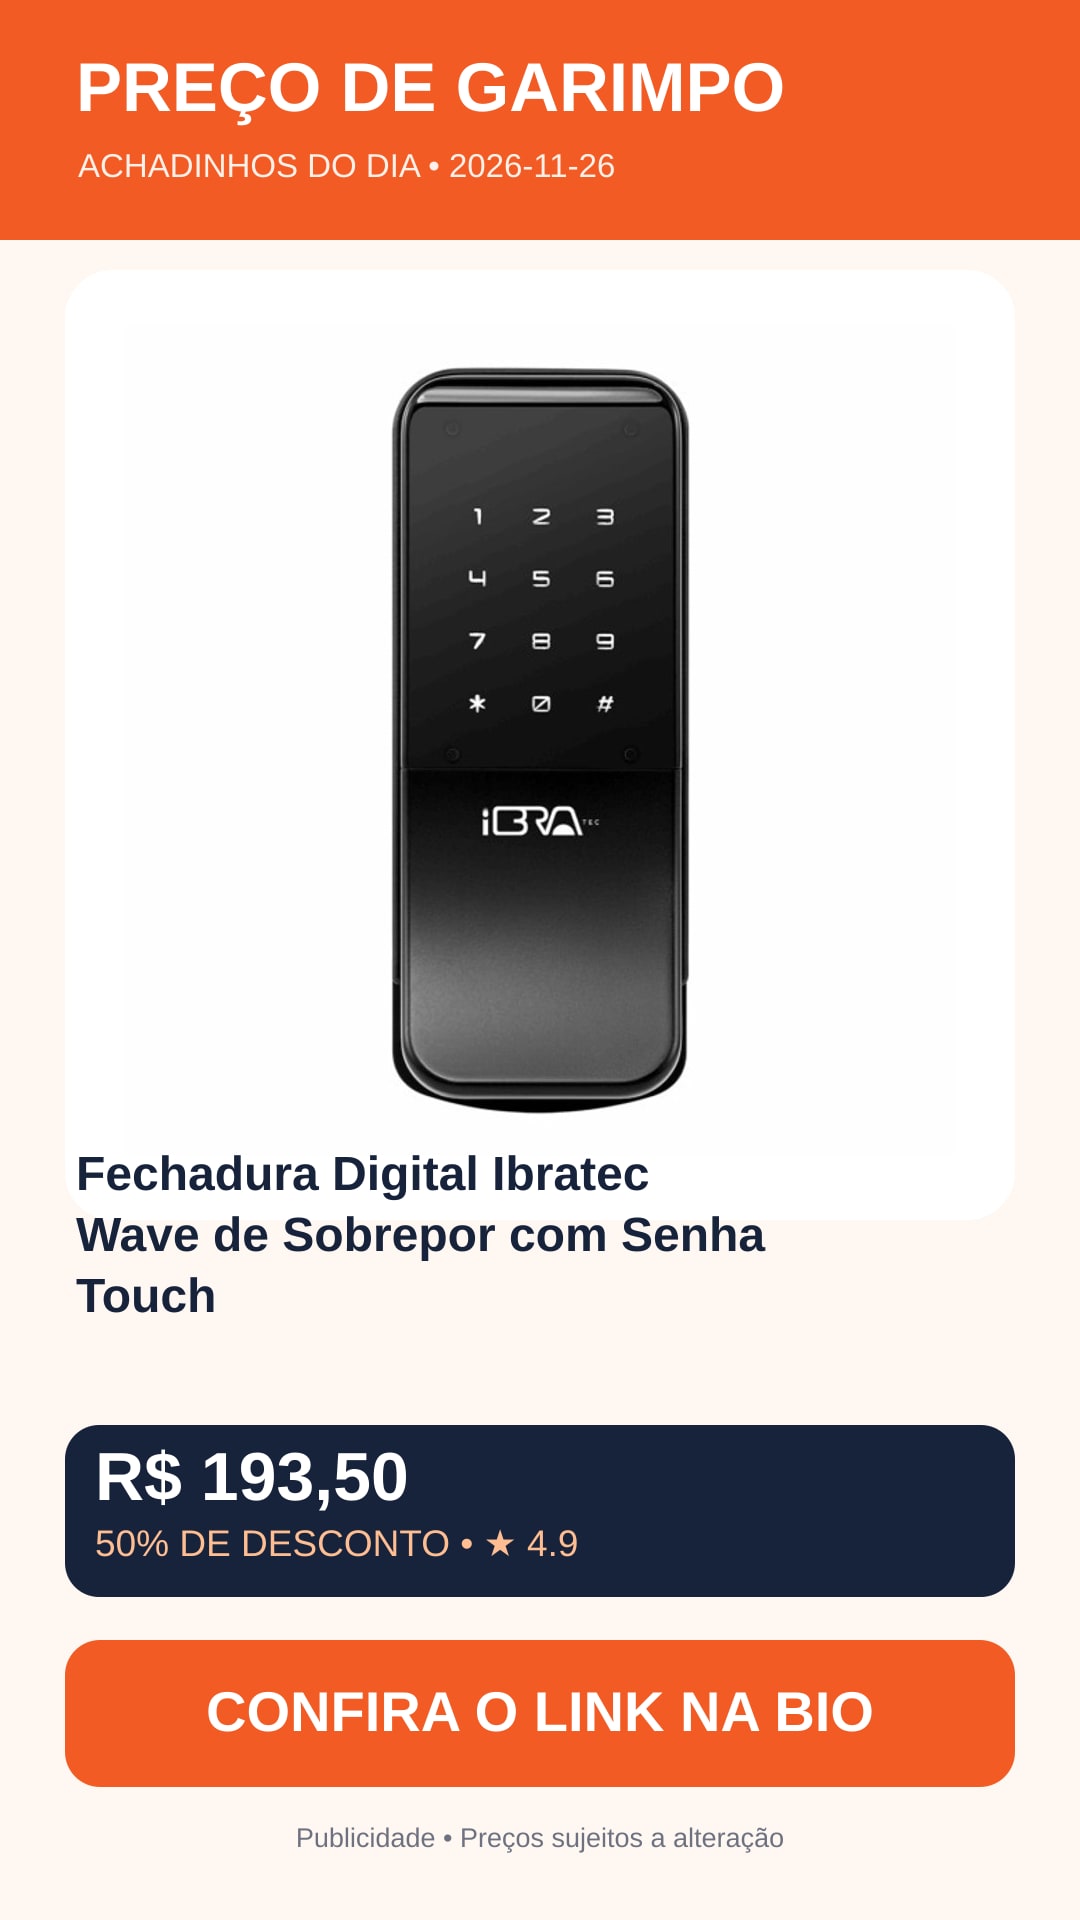 PREÇO DE GARIMPO
ACHADINHOS DO DIA • 2026-11-26
1 2 3
4 5 6
7 8 9
* 0 #
iBRA TEC
Fechadura Digital Ibratec
Wave de Sobrepor com Senha
Touch
R$ 193,50
50% DE DESCONTO • ★ 4.9
CONFIRA O LINK NA BIO
Publicidade • Preços sujeitos a alteração